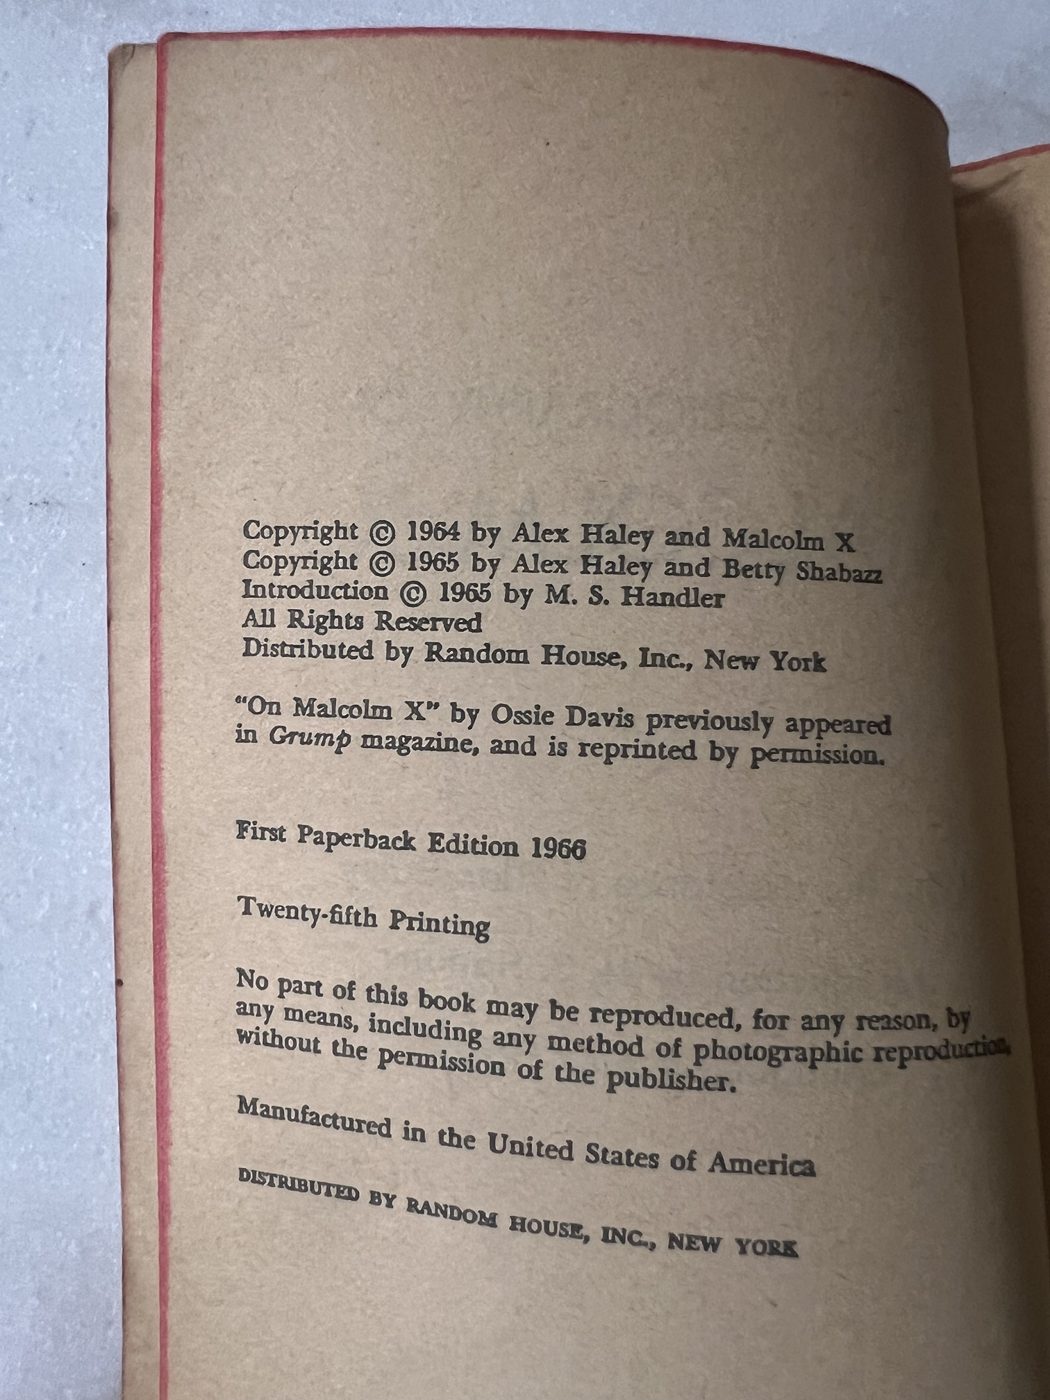 Copyright © 1964 by Alex Haley and Malcolm X
Copyright © 1965 by Alex Haley and Betty Shabazz
Introduction © 1965 by M. S. Handler
All Rights Reserved
Distributed by Random House, Inc., New York
“On Malcolm X” by Ossie Davis previously appeared
in Grump magazine, and is reprinted by permission.
First Paperback Edition 1966
Twenty-fifth Printing
No part of this book may be reproduced, for any reason, by
any means, including any method of photographic reproduction,
without the permission of the publisher.
Manufactured in the United States of America
DISTRIBUTED BY RANDOM HOUSE, INC., NEW YORK